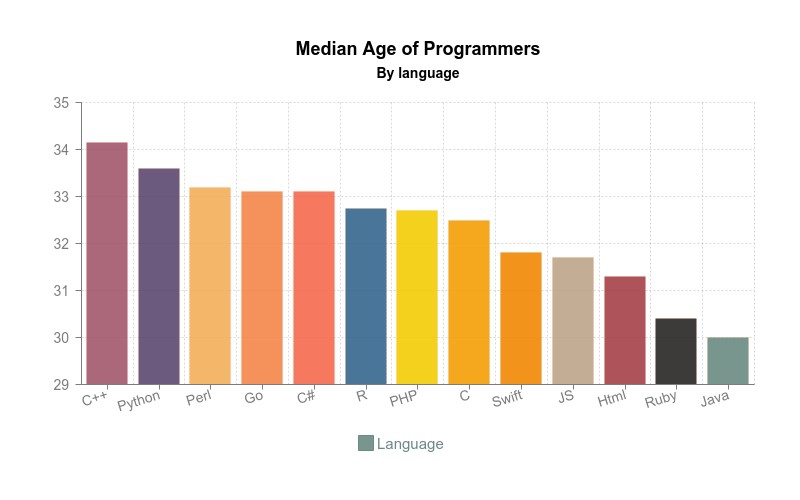 Median Age of Programmers
By language
35
34
33
32
31
30
29
C++ Python Perl Go C# R PHP C Swift JS Html Ruby Java
Language